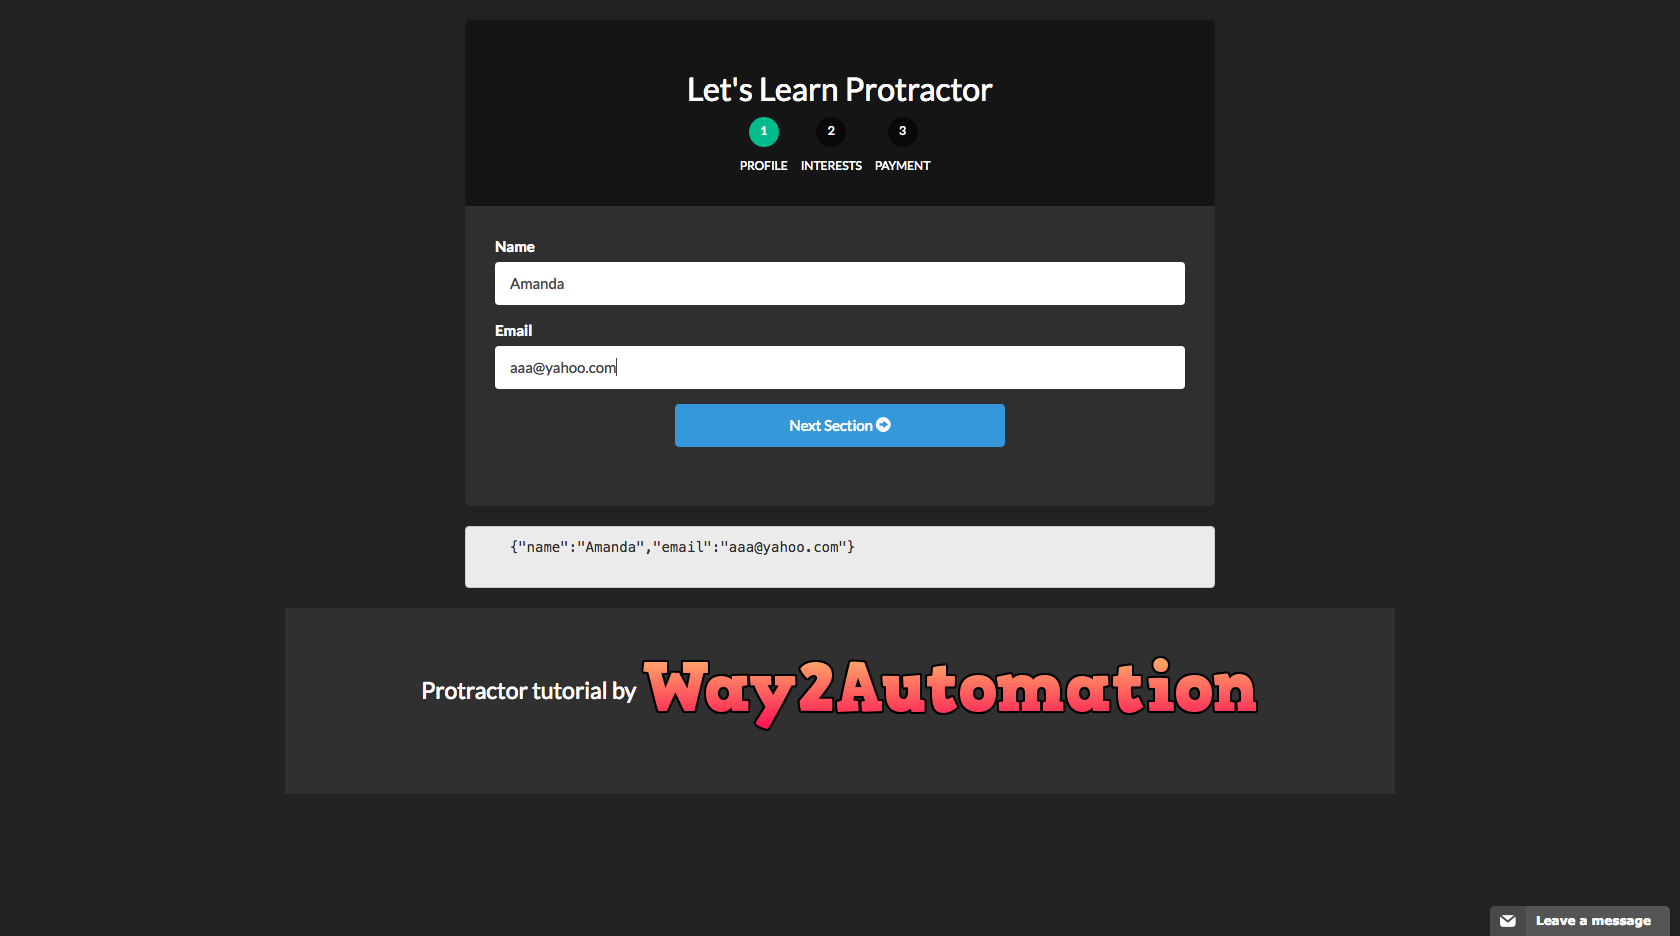 Let's Learn Protractor
1 2 3
PROFILE INTERESTS PAYMENT
Name
Amanda
Email
aaa@yahoo.com
Next Section
{"name":"Amanda","email":"aaa@yahoo.com"}
Protractor tutorial by Way2Automation
Leave a message